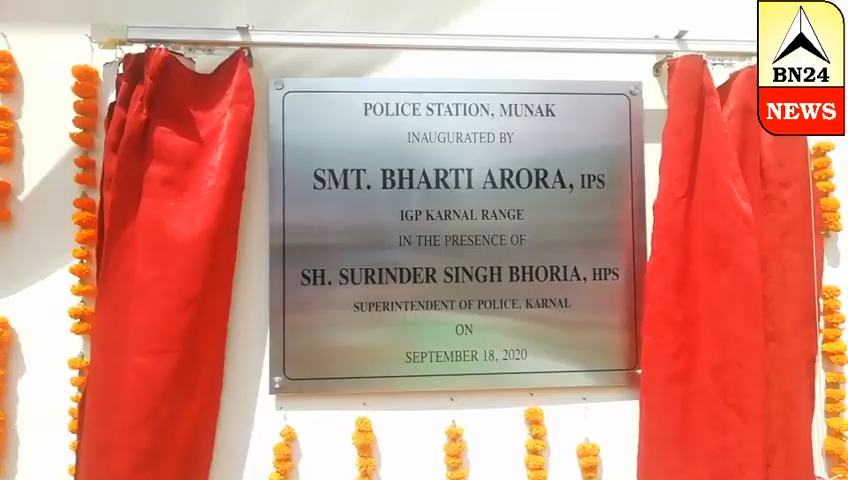 POLICE STATION, MUNAK
INAUGURATED BY
SMT. BHARTI ARORA, IPS
IGP KARNAL RANGE
IN THE PRESENCE OF
SH. SURINDER SINGH BHORIA, HPS
SUPERINTENDENT OF POLICE, KARNAL
ON
SEPTEMBER 18, 2020
BN24
NEWS